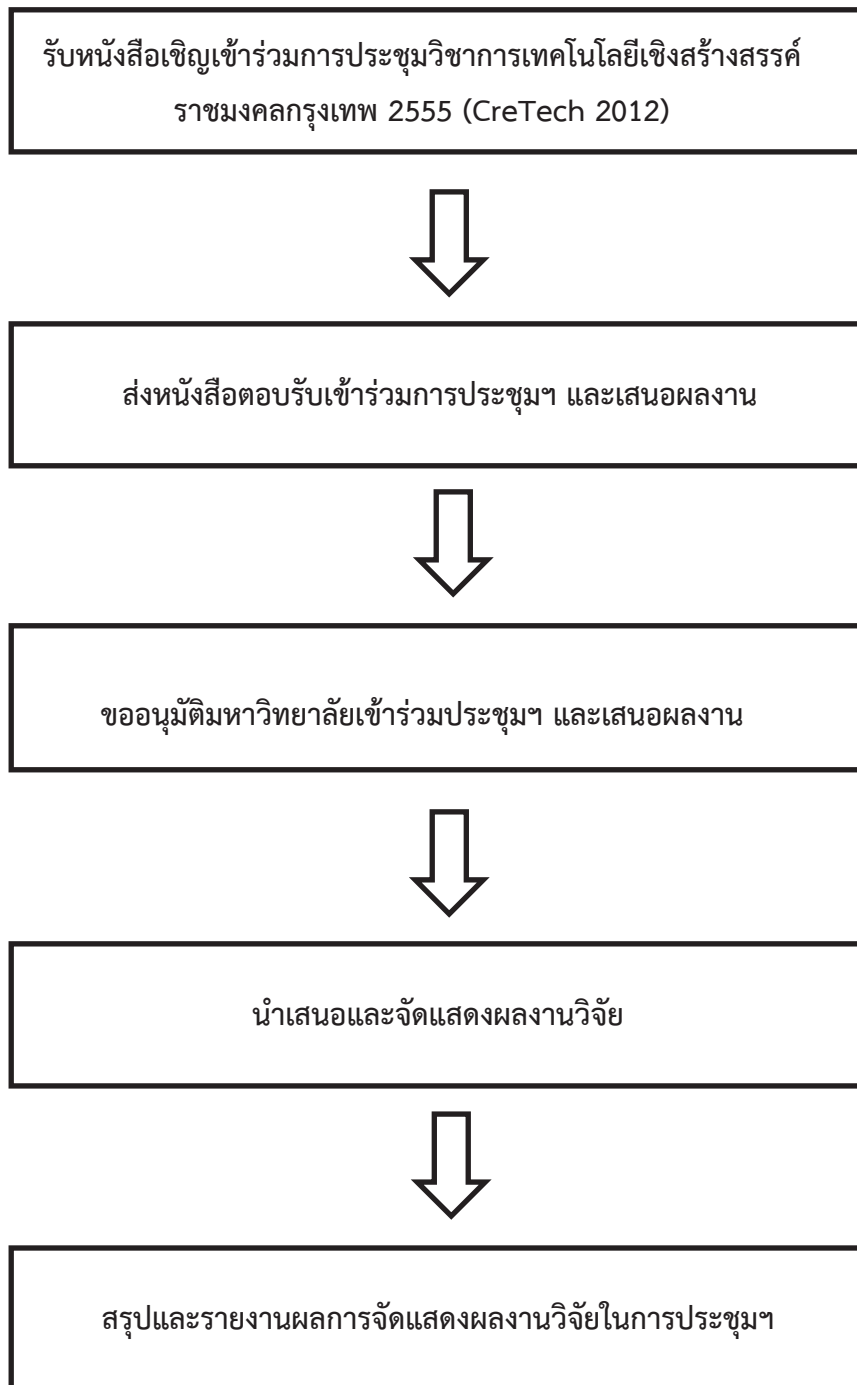 รับหนังสือเชิญเข้าร่วมการประชุมวิชาการเทคโนโลยีเชิงสร้างสรรค์
ราชมงคลกรุงเทพ 2555 (CreTech 2012)
ส่งหนังสือตอบรับเข้าร่วมการประชุมฯ และเสนอผลงาน
ขออนุมัติมหาวิทยาลัยเข้าร่วมประชุมฯ และเสนอผลงาน
นำเสนอและจัดแสดงผลงานวิจัย
สรุปและรายงานผลการจัดแสดงผลงานวิจัยในการประชุมฯ